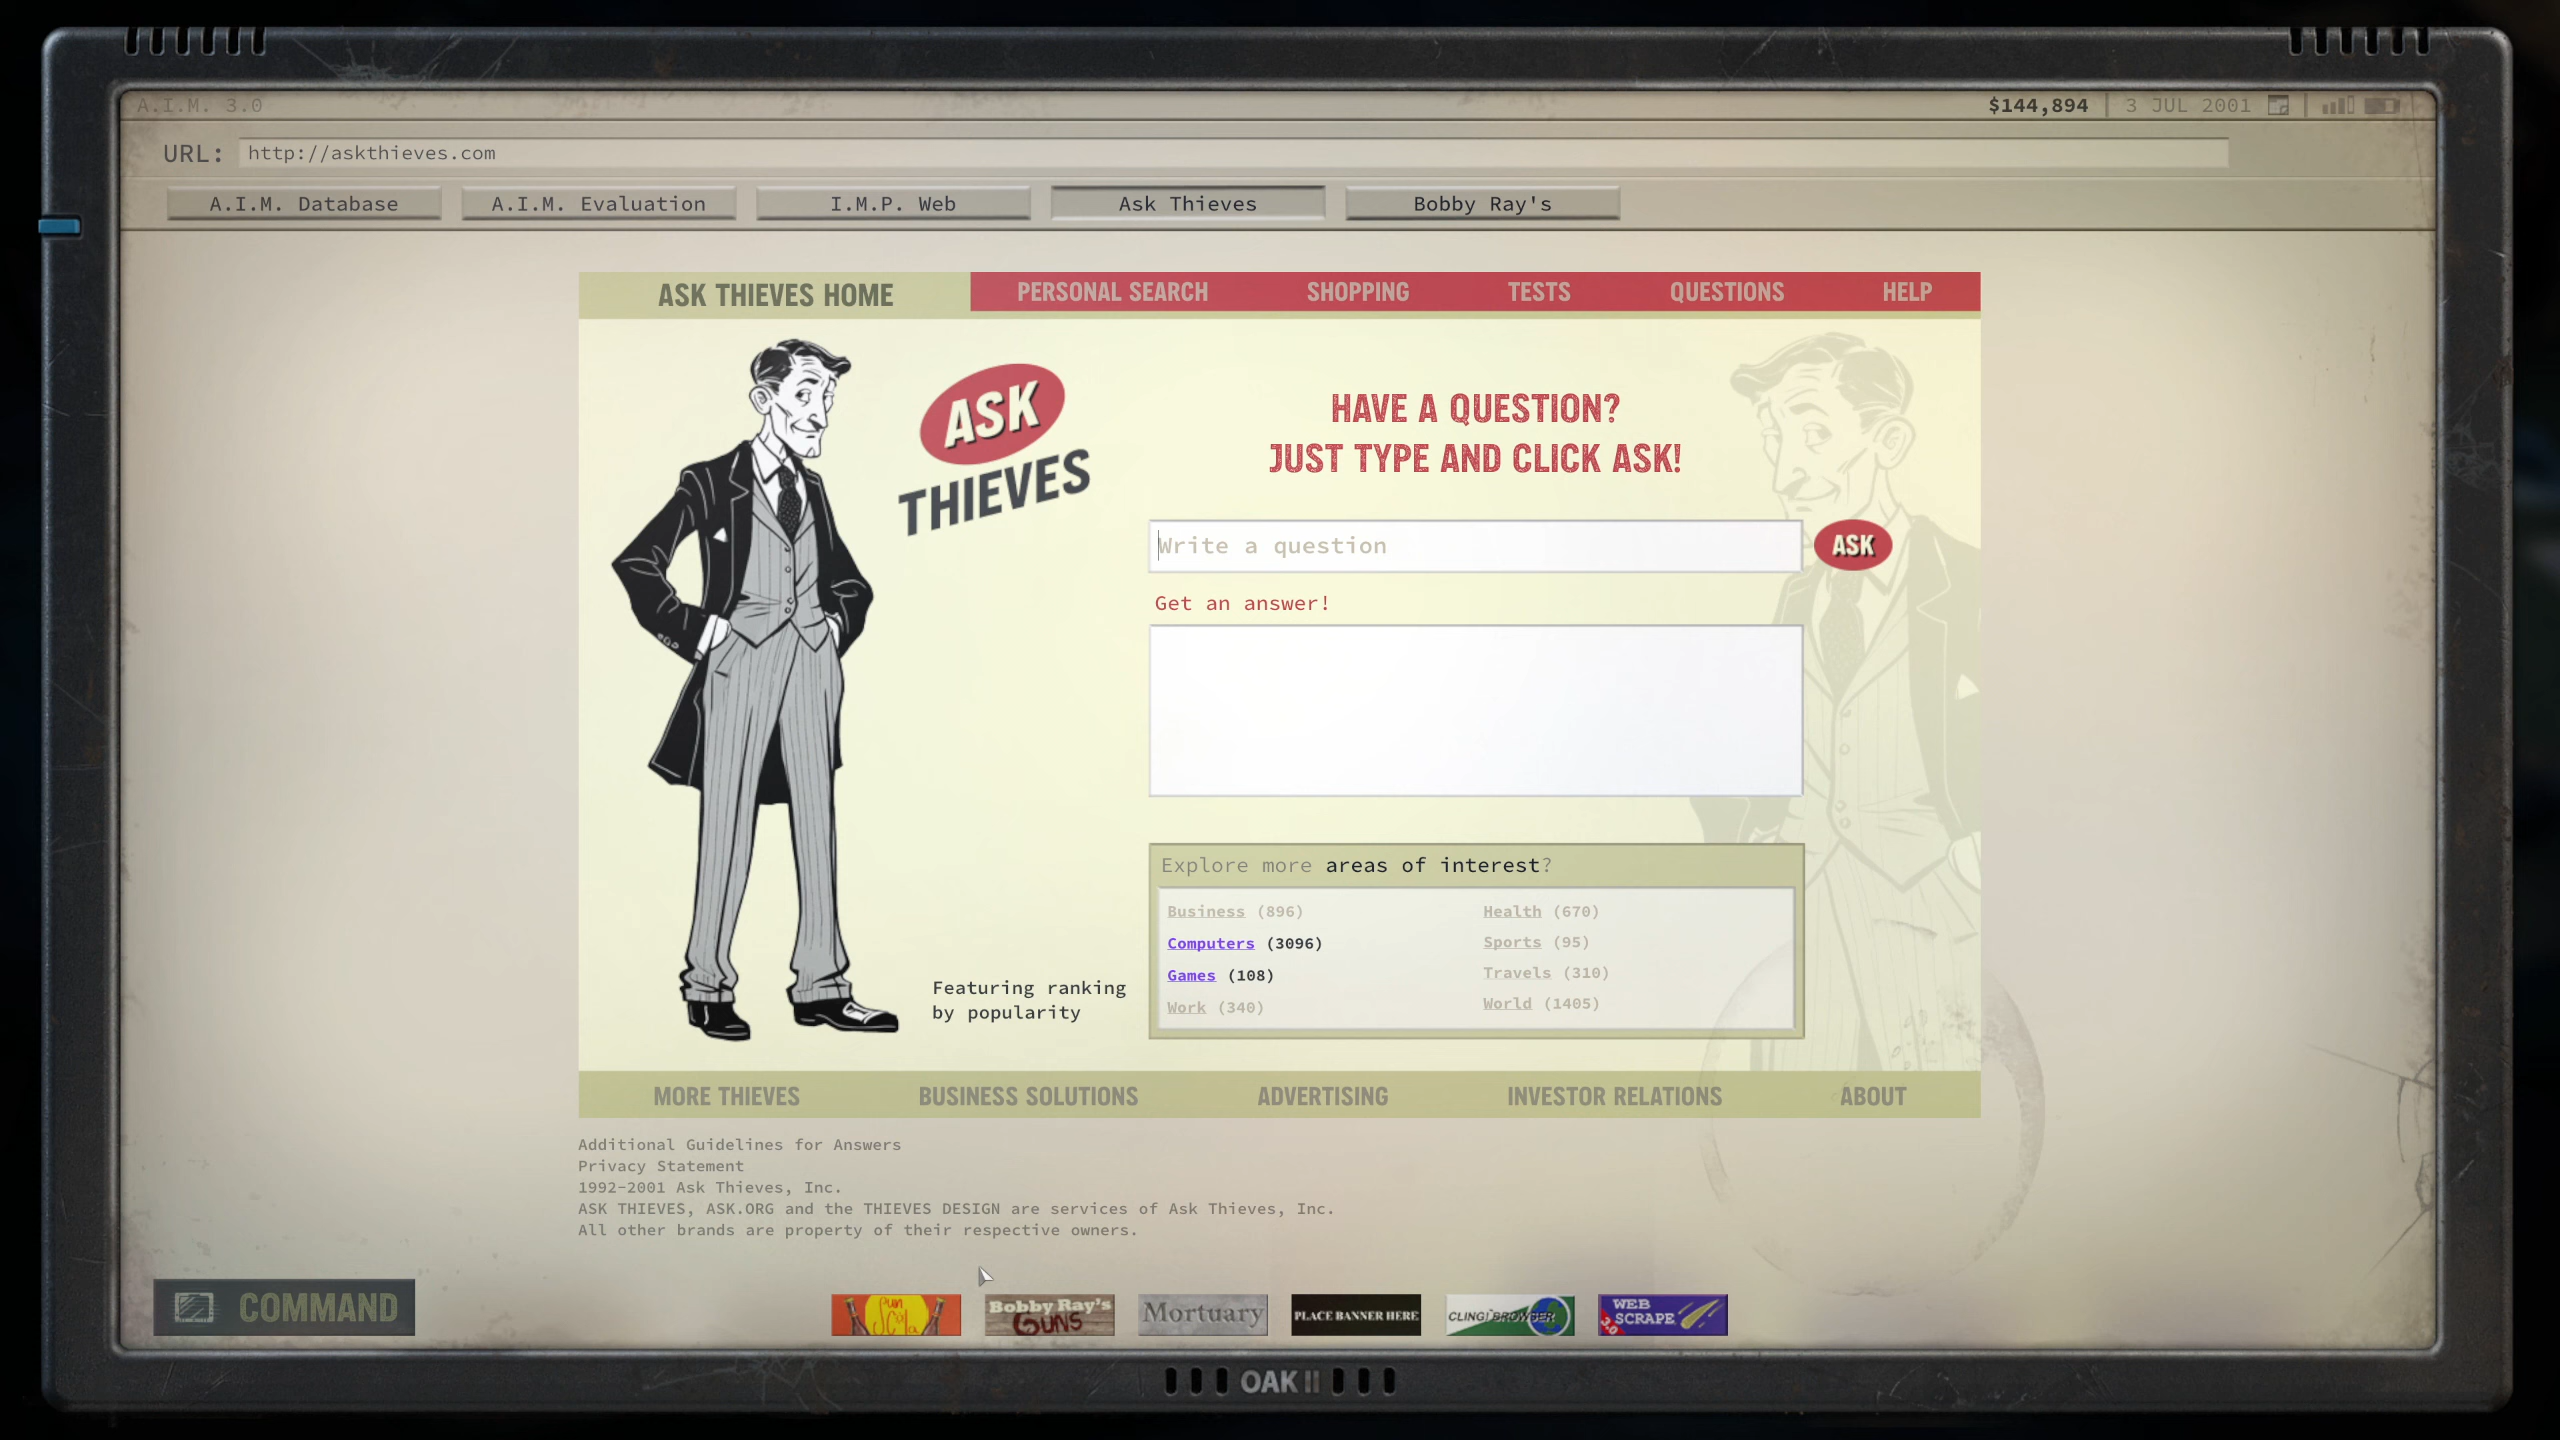 A.I.M. 3.0
$144,894 | 3 JUL 2001
URL: http://askthieves.com
A.I.M. Database
A.I.M. Evaluation
I.M.P. Web
Ask Thieves
Bobby Ray's
ASK THIEVES HOME
PERSONAL SEARCH
SHOPPING
TESTS
QUESTIONS
HELP
ASK
THIEVES
HAVE A QUESTION?
JUST TYPE AND CLICK ASK!
Write a question
ASK
Get an answer!
Explore more areas of interest?
Business (896)
Computers (3096)
Games (108)
Work (340)
Health (670)
Sports (95)
Travels (310)
World (1405)
Featuring ranking
by popularity
MORE THIEVES
BUSINESS SOLUTIONS
ADVERTISING
INVESTOR RELATIONS
ABOUT
Additional Guidelines for Answers
Privacy Statement
1992-2001 Ask Thieves, Inc.
ASK THIEVES, ASK.ORG and the THIEVES DESIGN are services of Ask Thieves, Inc.
All other brands are property of their respective owners.
COMMAND
Sun
Cola
Bobby Ray's
GUNS
Mortuary
PLACE BANNER HERE
CLING! BROWSER
WEB
SCRAPE
3.0
OAK II